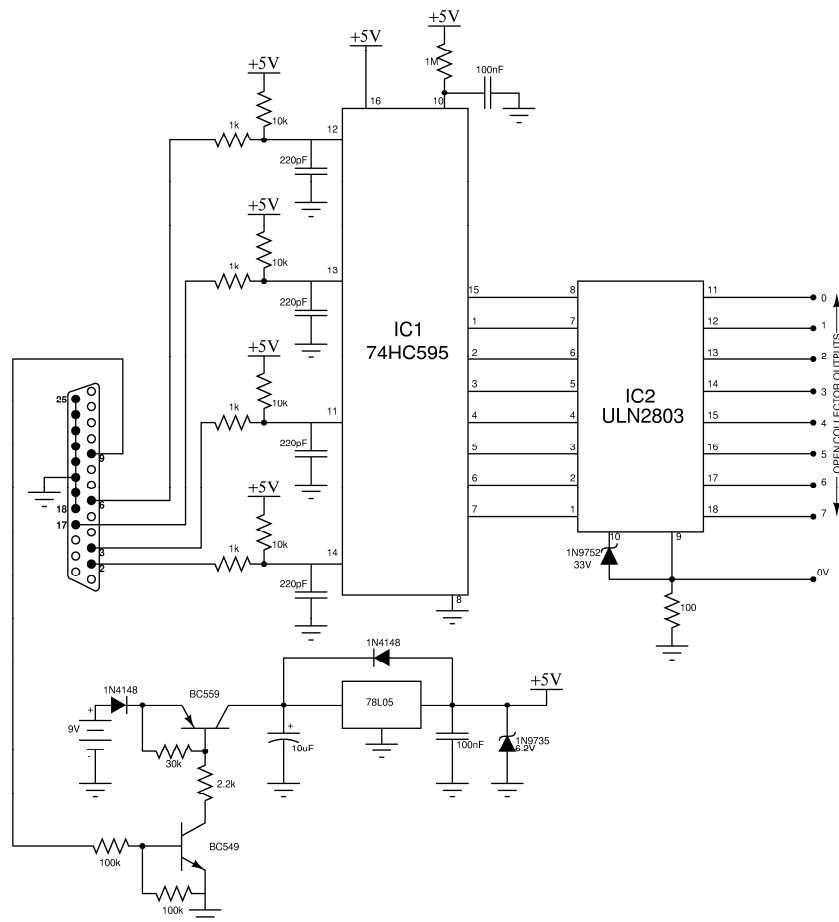 +5V
+5V
1M
100nF
+5V
16
10
10k
1k
12
220pF
+5V
10k
1k
13
220pF
15
8
11
0
IC1
74HC595
1
7
12
1
2
6
13
2
+5V
10k
1k
11
220pF
3
5
14
3
IC2
ULN2803
4
4
15
4
5
3
16
5
6
2
17
6
7
1
18
7
OPEN COLLECTOR OUTPUTS
25
9
6
18
17
3
2
+5V
10k
1k
14
220pF
8
10
9
1N9752
33V
0V
100
1N4148
1N4148
BC559
78L05
+5V
+
9V
-
30k
+
10uF
100nF
1N9735
6.2V
2.2k
BC549
100k
100k